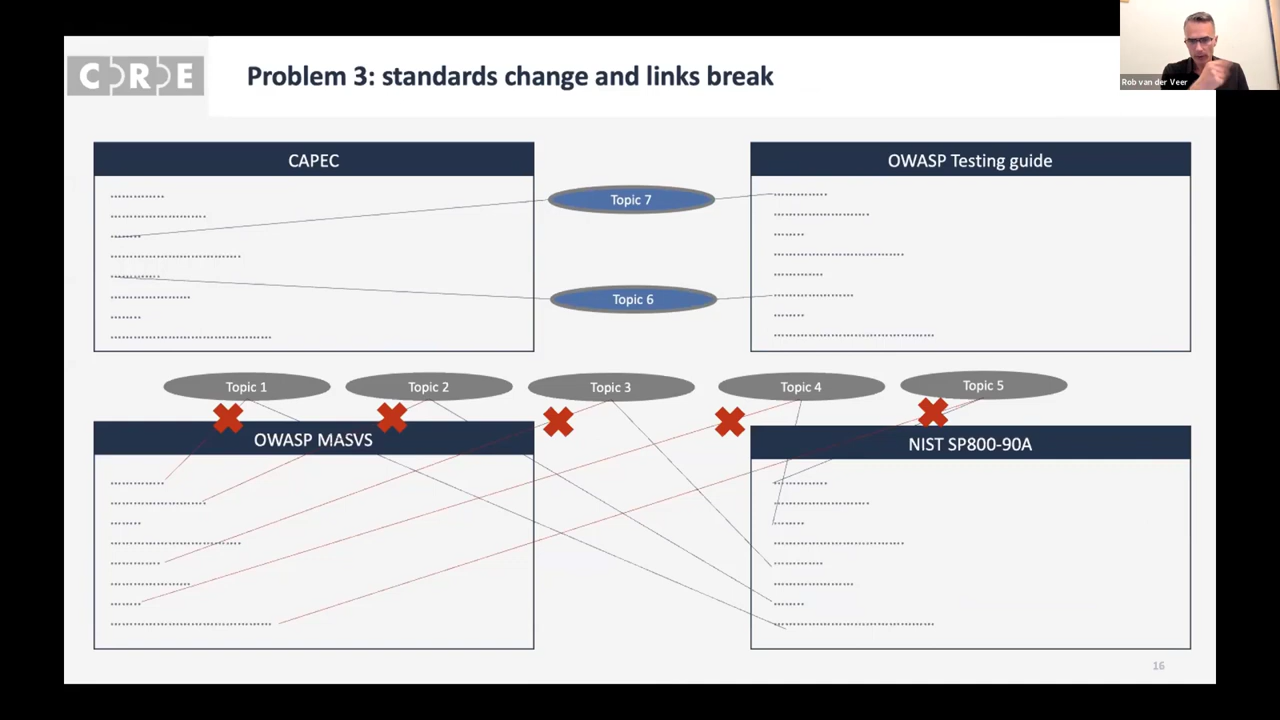 CRE
Problem 3: standards change and links break
Rob van der Veer
CAPEC
OWASP Testing guide
Topic 7
Topic 6
Topic 1
Topic 2
Topic 3
Topic 4
Topic 5
OWASP MASVS
NIST SP800-90A
16